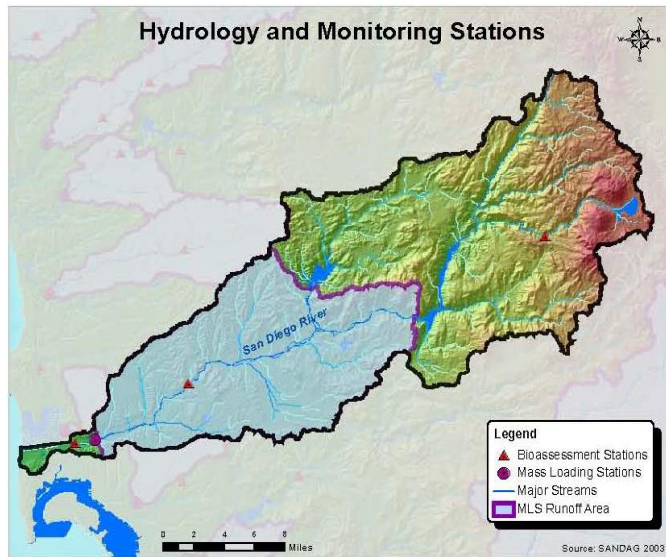 Hydrology and Monitoring Stations
N
W
E
S
San Diego River
Legend
Bioassessment Stations
Mass Loading Stations
Major Streams
MLS Runoff Area
0 2 4 6 8
Miles
Source: SANDAG 2003